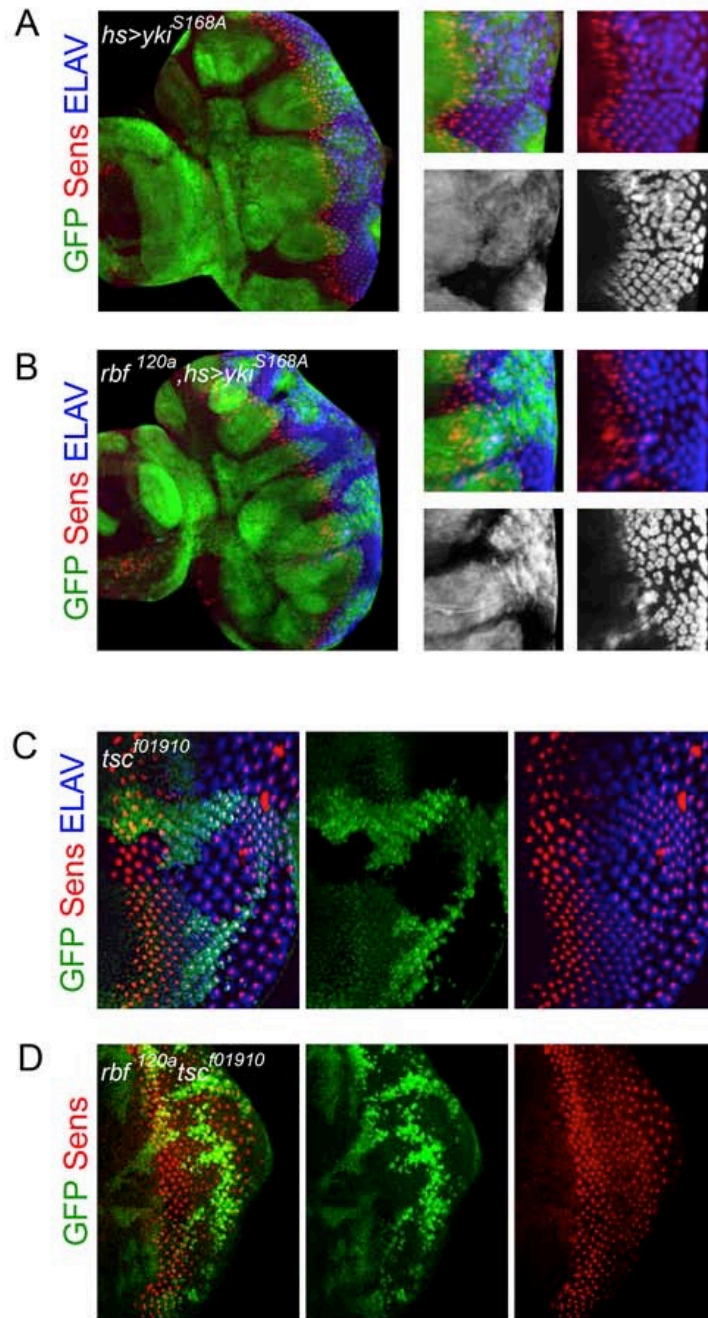 A
hs>yki S168A
GFP Sens ELAV
B
rbf 120a ,hs>yki S168A
GFP Sens ELAV
C
tsc f01910
GFP Sens ELAV
D
rbf 120a tsc f01910
GFP Sens